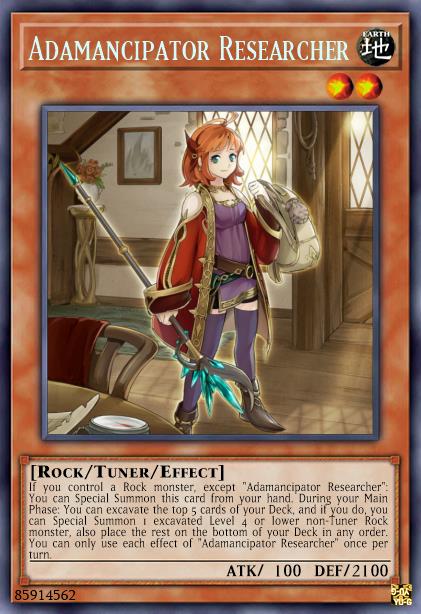 ADAMANCIPATOR RESEARCHER
EARTH
地
[ROCK/TUNER/EFFECT]
If you control a Rock monster, except "Adamancipator Researcher":
You can Special Summon this card from your hand. During your Main
Phase: You can excavate the top 5 cards of your Deck, and if you do, you
can Special Summon 1 excavated Level 4 or lower non-Tuner Rock
monster, also place the rest on the bottom of your Deck in any order.
You can only use each effect of "Adamancipator Researcher" once per
turn.
ATK/ 100 DEF/2100
85914562